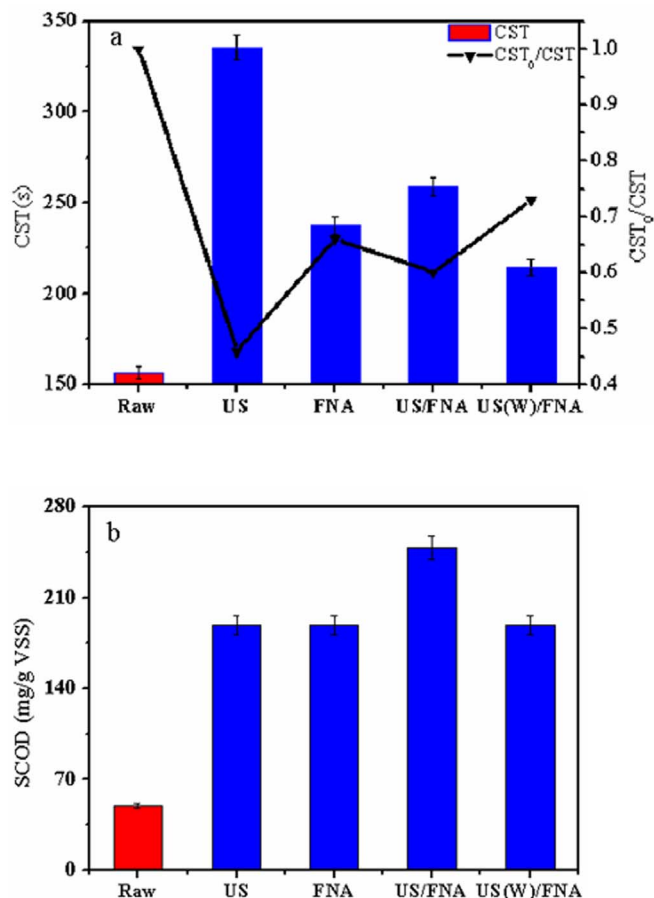 a
CST
CST₀/CST
350
300
250
200
150
CST(s)
1.0
0.9
0.8
0.7
0.6
0.5
0.4
CST₀/CST
Raw US FNA US/FNA US(W)/FNA
b
280
210
140
70
0
SCOD (mg/g VSS)
Raw US FNA US/FNA US(W)/FNA